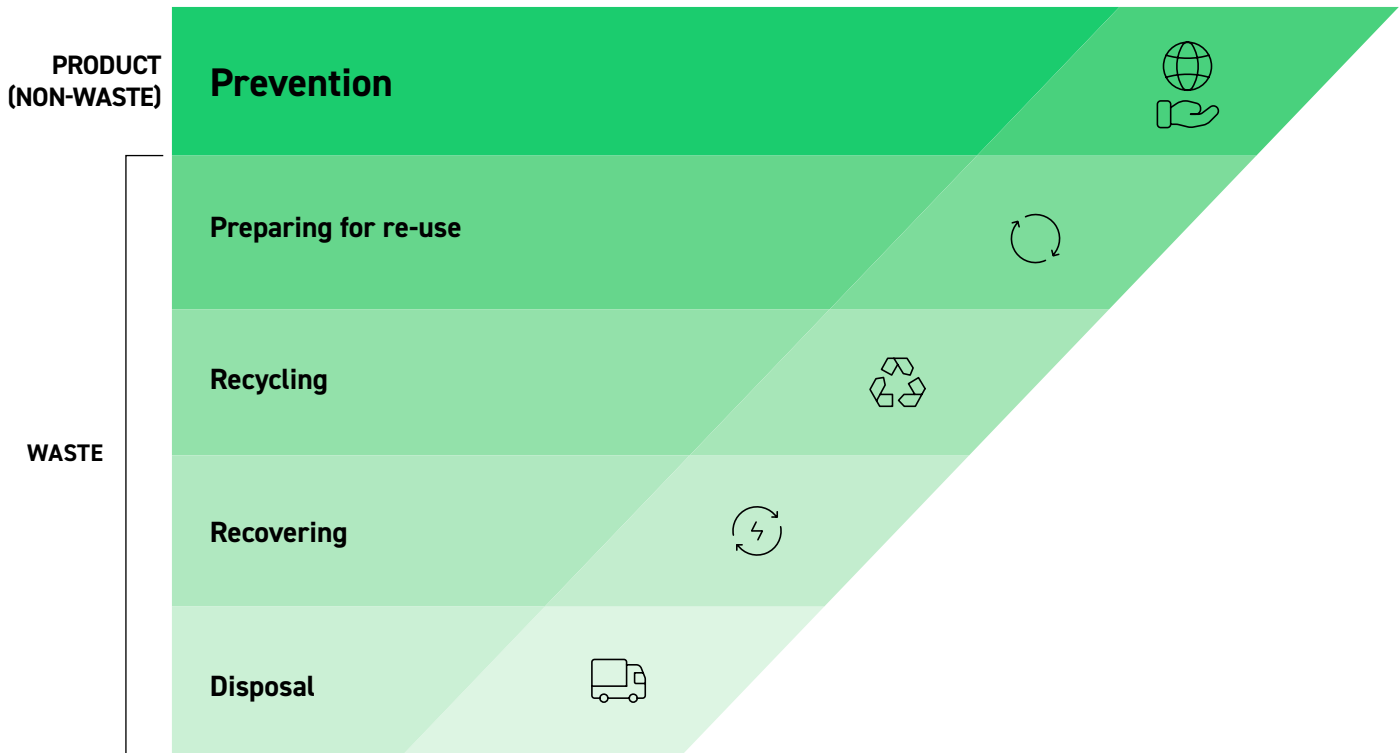 PRODUCT
(NON-WASTE)
Prevention
Preparing for re-use
Recycling
WASTE
Recovering
Disposal